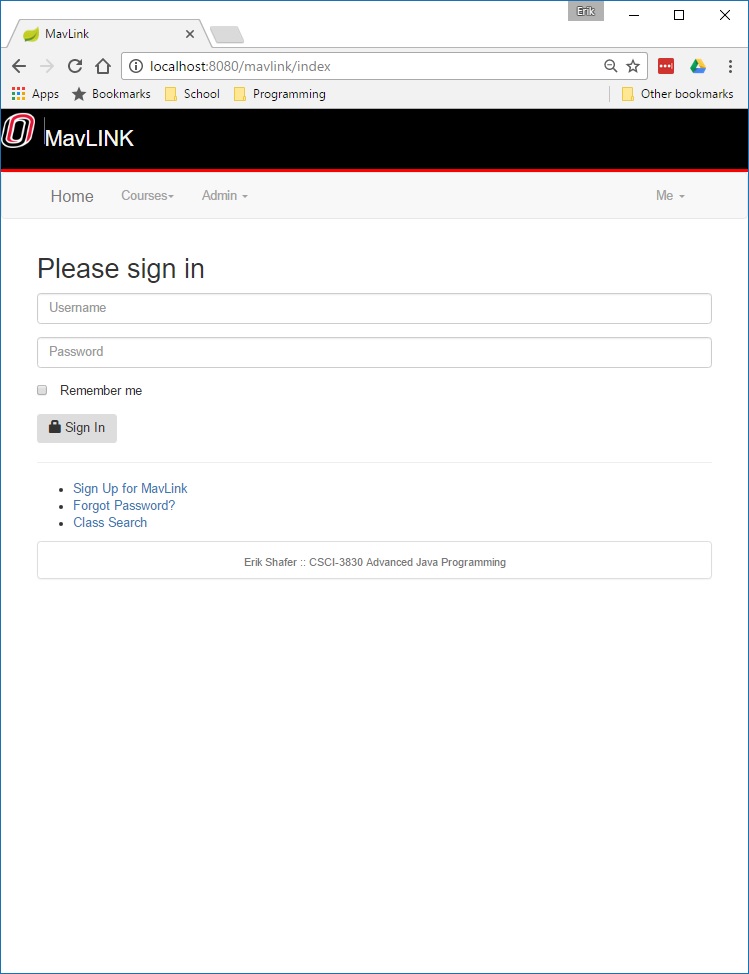 Erik
MavLink
localhost:8080/mavlink/index
Apps Bookmarks School Programming Other bookmarks
O MavLINK
Home Courses Admin Me
Please sign in
Username
Password
Remember me
Sign In
Sign Up for MavLink
Forgot Password?
Class Search
Erik Shafer :: CSCI-3830 Advanced Java Programming